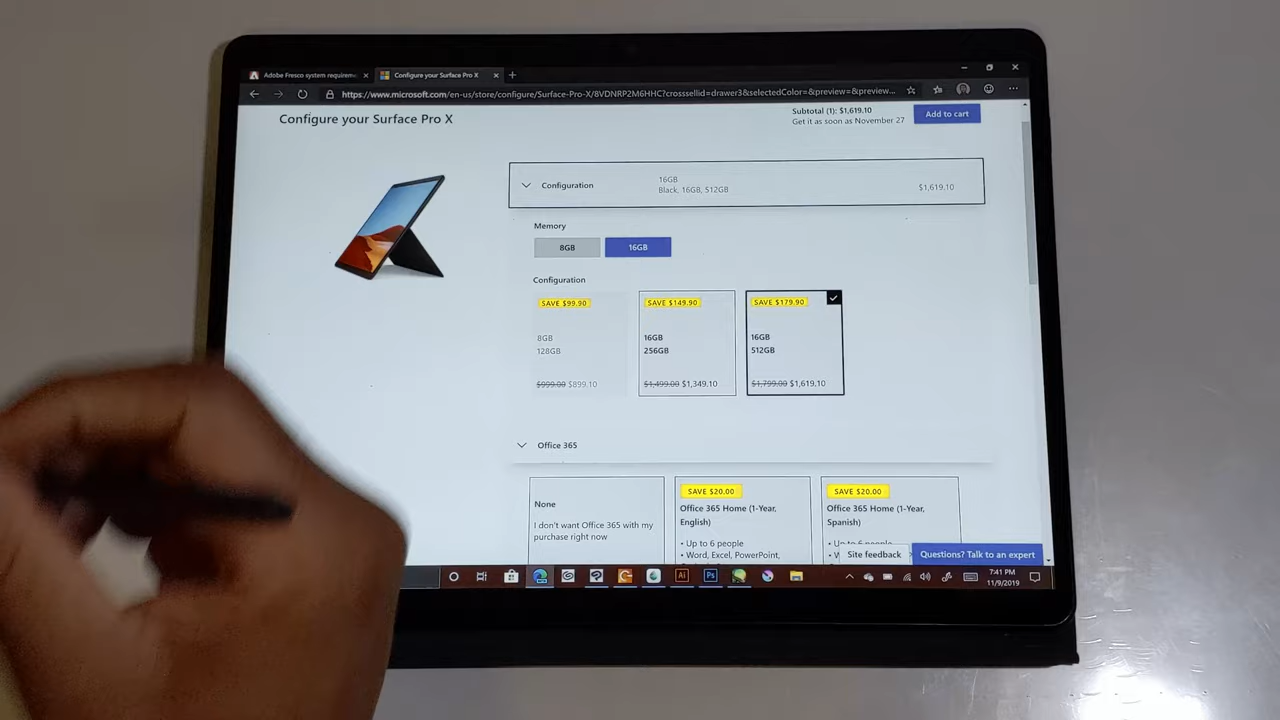 Adobe Fresco system requirem
Configure your Surface Pro X
https://www.microsoft.com/en-us/store/configure/Surface-Pro-X/8VDNRP2M6HHC?crosssellid=drawer3&selectedColor=&preview=&preview...
Configure your Surface Pro X
Subtotal (1): $1,619.10
Get it as soon as November 27
Add to cart
Configuration
16GB
Black, 16GB, 512GB
$1,619.10
Memory
8GB
16GB
Configuration
SAVE $99.90
8GB
128GB
$999.00 $899.10
SAVE $149.90
16GB
256GB
$1,499.00 $1,349.10
SAVE $179.90
16GB
512GB
$1,799.00 $1,619.10
Office 365
None
I don't want Office 365 with my
purchase right now
SAVE $20.00
Office 365 Home (1-Year,
English)
• Up to 6 people
• Word, Excel, PowerPoint,
SAVE $20.00
Office 365 Home (1-Year,
Spanish)
• Up to 6 people
Site feedback
Questions? Talk to an expert
Ai
Ps
7:41 PM
11/9/2019